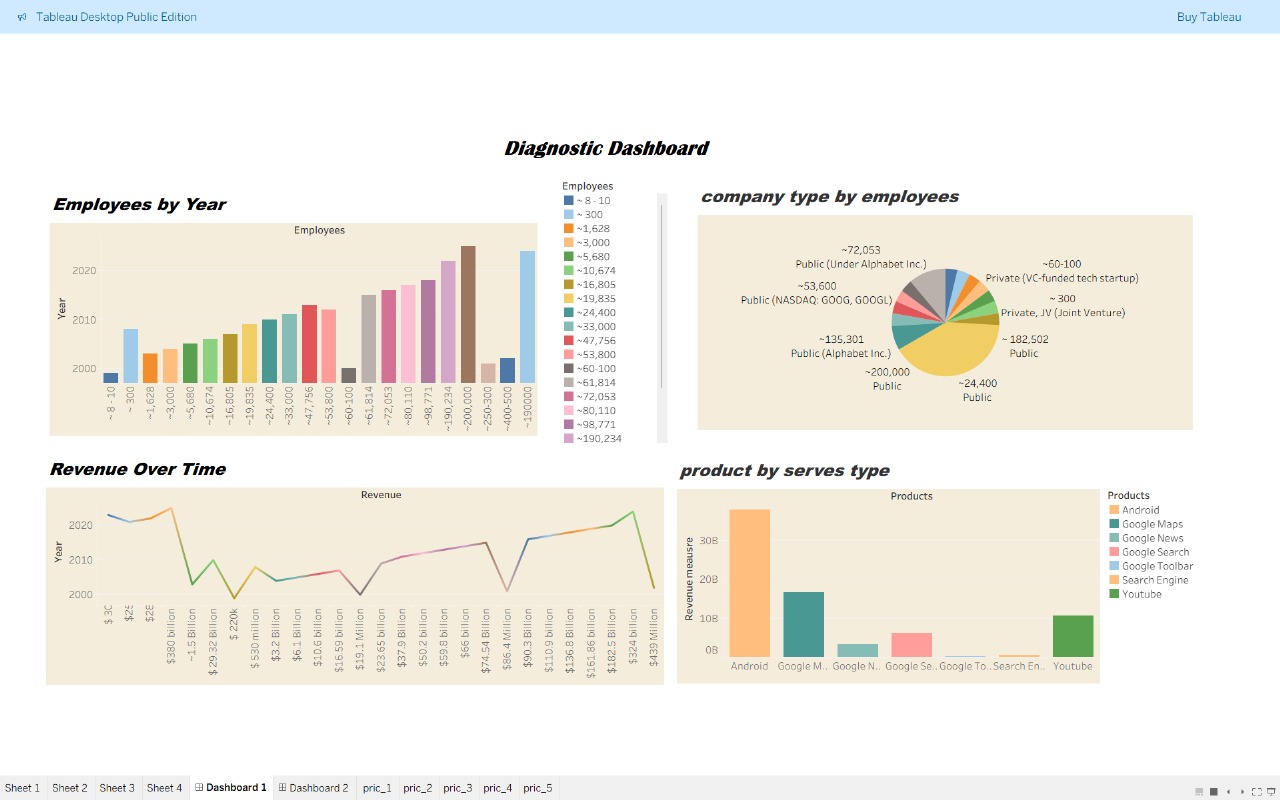 Tableau Desktop Public Edition
Buy Tableau
Diagnostic Dashboard
Employees by Year
Employees
Year
2020
2010
2000
~ 8 - 10
~ 300
~1,628
~3,000
~5,680
~10,674
~16,805
~19,835
~24,400
~33,000
~47,756
~53,800
~60-100
~61,814
~72,053
~80,110
~98,771
~190,234
~200,000
~250-300
~400-500
~190000
Employees
~ 8 - 10
~ 300
~1,628
~3,000
~5,680
~10,674
~16,805
~19,835
~24,400
~33,000
~47,756
~53,800
~60-100
~61,814
~72,053
~80,110
~98,771
~190,234
company type by employees
~72,053
Public (Under Alphabet Inc.)
~60-100
Private (VC-funded tech startup)
~53,600
Public (NASDAQ: GOOG, GOOGL)
~ 300
Private, JV (Joint Venture)
~135,301
Public (Alphabet Inc.)
~ 182,502
Public
~200,000
Public
~24,400
Public
Revenue Over Time
Revenue
Year
2020
2010
2000
$ 30
$25
$28
$380 billion
~1.5 Billion
$ 29.32 Billion
$ 220k
$ 530 million
$3.2 Billion
$6.1 Billion
$10.6 billion
$16.59 billion
$19.1 Million
$23.65 billion
$37.9 Billion
$50.2 billion
$59.8 billion
$66 billion
$74.54 Billion
$86.4 Million
$90.3 billion
$110.9 billion
$136.8 Billion
$161.86 billion
$182.5 billion
$324 billion
$439 Million
product by serves type
Products
Revenue meausre
30B
20B
10B
0B
Android
Google M..
Google N..
Google Se..
Google To..
Search En..
Youtube
Products
Android
Google Maps
Google News
Google Search
Google Toolbar
Search Engine
Youtube
Sheet 1
Sheet 2
Sheet 3
Sheet 4
Dashboard 1
Dashboard 2
pric_1
pric_2
pric_3
pric_4
pric_5